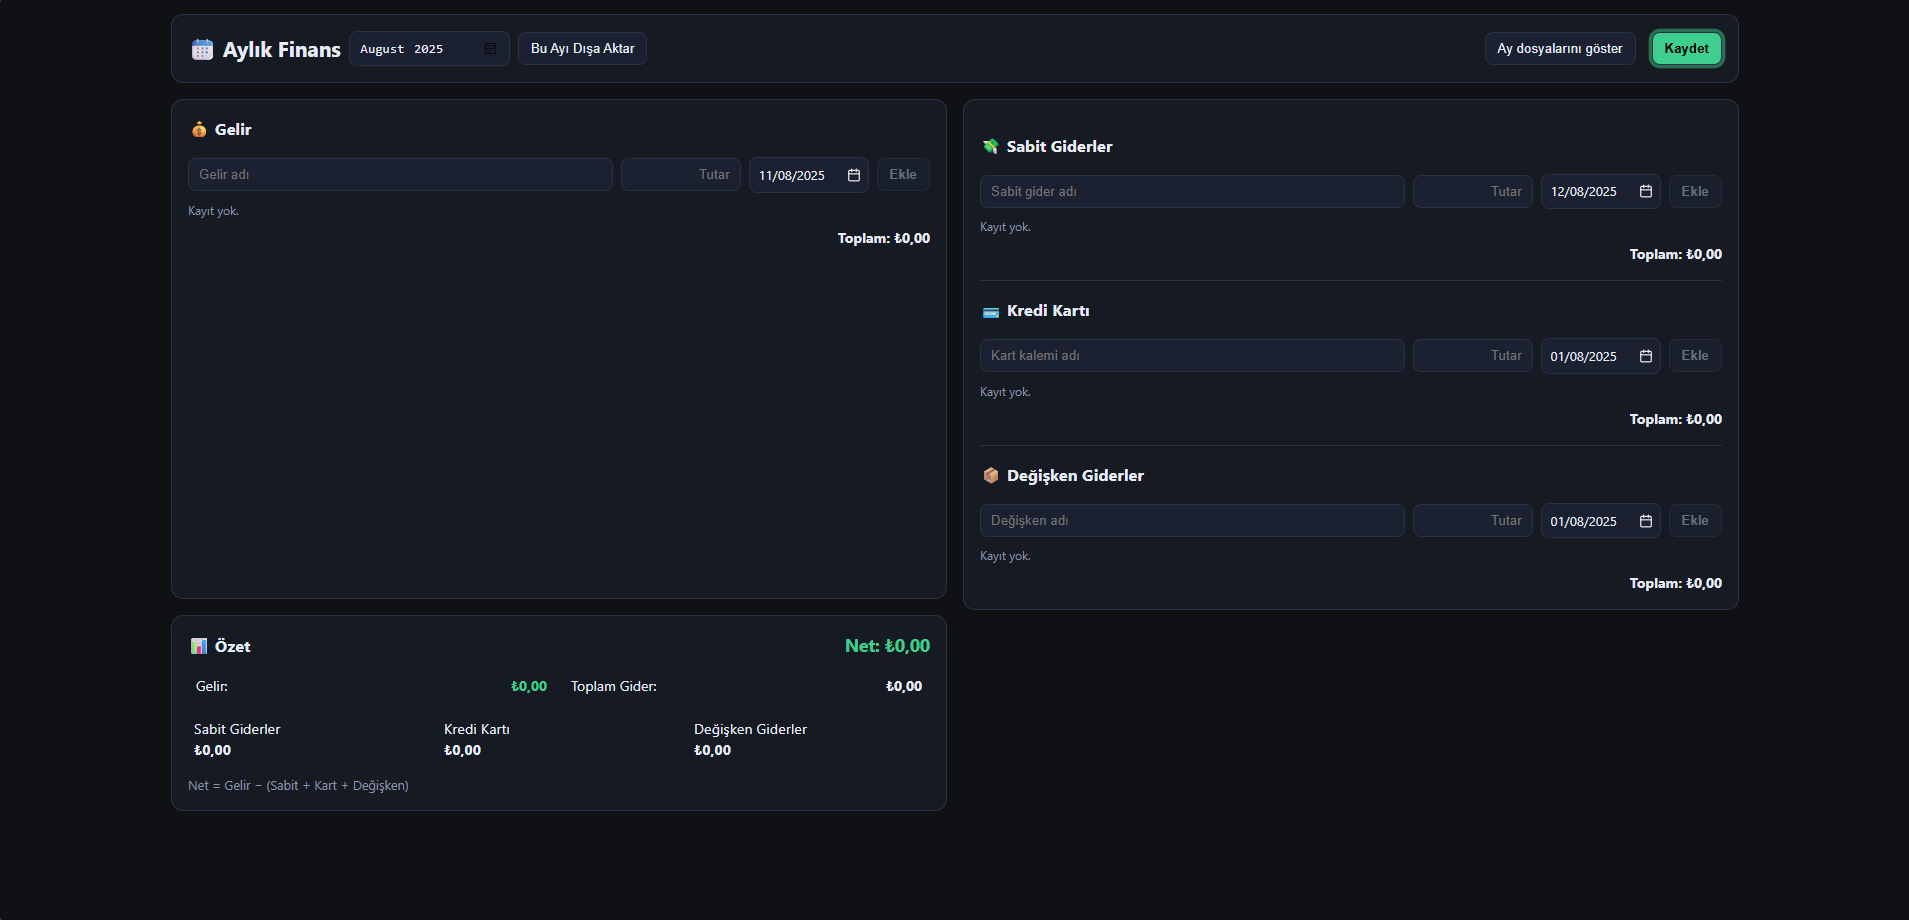 Aylık Finans
August 2025
Bu Ayı Dışa Aktar
Ay dosyalarını göster
Kaydet
Gelir
Gelir adı
Tutar
11/08/2025
Ekle
Kayıt yok.
Toplam: ₺0,00
Sabit Giderler
Sabit gider adı
Tutar
12/08/2025
Ekle
Kayıt yok.
Toplam: ₺0,00
Kredi Kartı
Kart kalemi adı
Tutar
01/08/2025
Ekle
Kayıt yok.
Toplam: ₺0,00
Değişken Giderler
Değişken adı
Tutar
01/08/2025
Ekle
Kayıt yok.
Toplam: ₺0,00
Özet
Net: ₺0,00
Gelir:
₺0,00
Toplam Gider:
₺0,00
Sabit Giderler
₺0,00
Kredi Kartı
₺0,00
Değişken Giderler
₺0,00
Net = Gelir − (Sabit + Kart + Değişken)